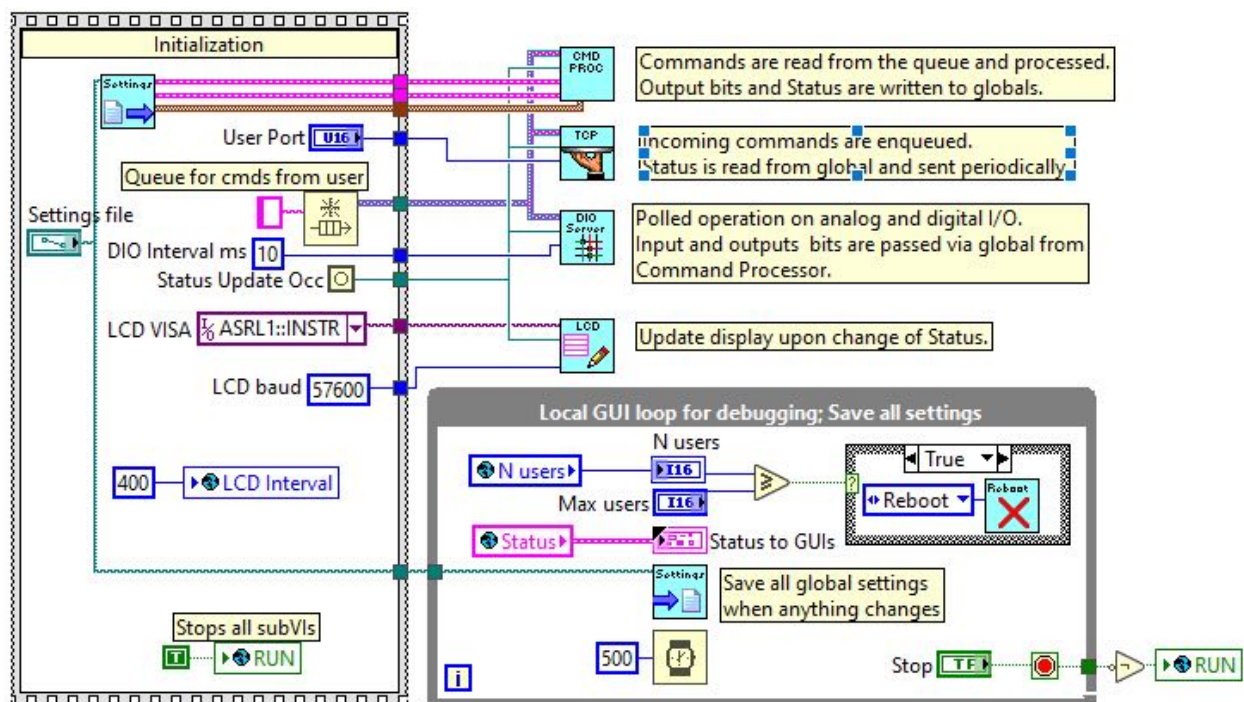 Initialization
Settings
User Port
U16
Queue for cmds from user
Settings file
DIO Interval ms
10
Status Update Occ
LCD VISA
I/O
ASRL1::INSTR
LCD baud
57600
400
LCD Interval
Stops all subVIs
T
RUN
CMD
PROC
Commands are read from the queue and processed.
Output bits and Status are written to globals.
TCP
Incoming commands are enqueued.
Status is read from global and sent periodically
DIO
Server
Polled operation on analog and digital I/O.
Input and outputs  bits are passed via global from
Command Processor.
LCD
Update display upon change of Status.
Local GUI loop for debugging; Save all settings
N users
N users
I16
Max users
I16
≥
True
?
Reboot
Reboot
Status
Status to GUIs
Settings
Save all global settings
when anything changes
500
i
Stop
TF
RUN